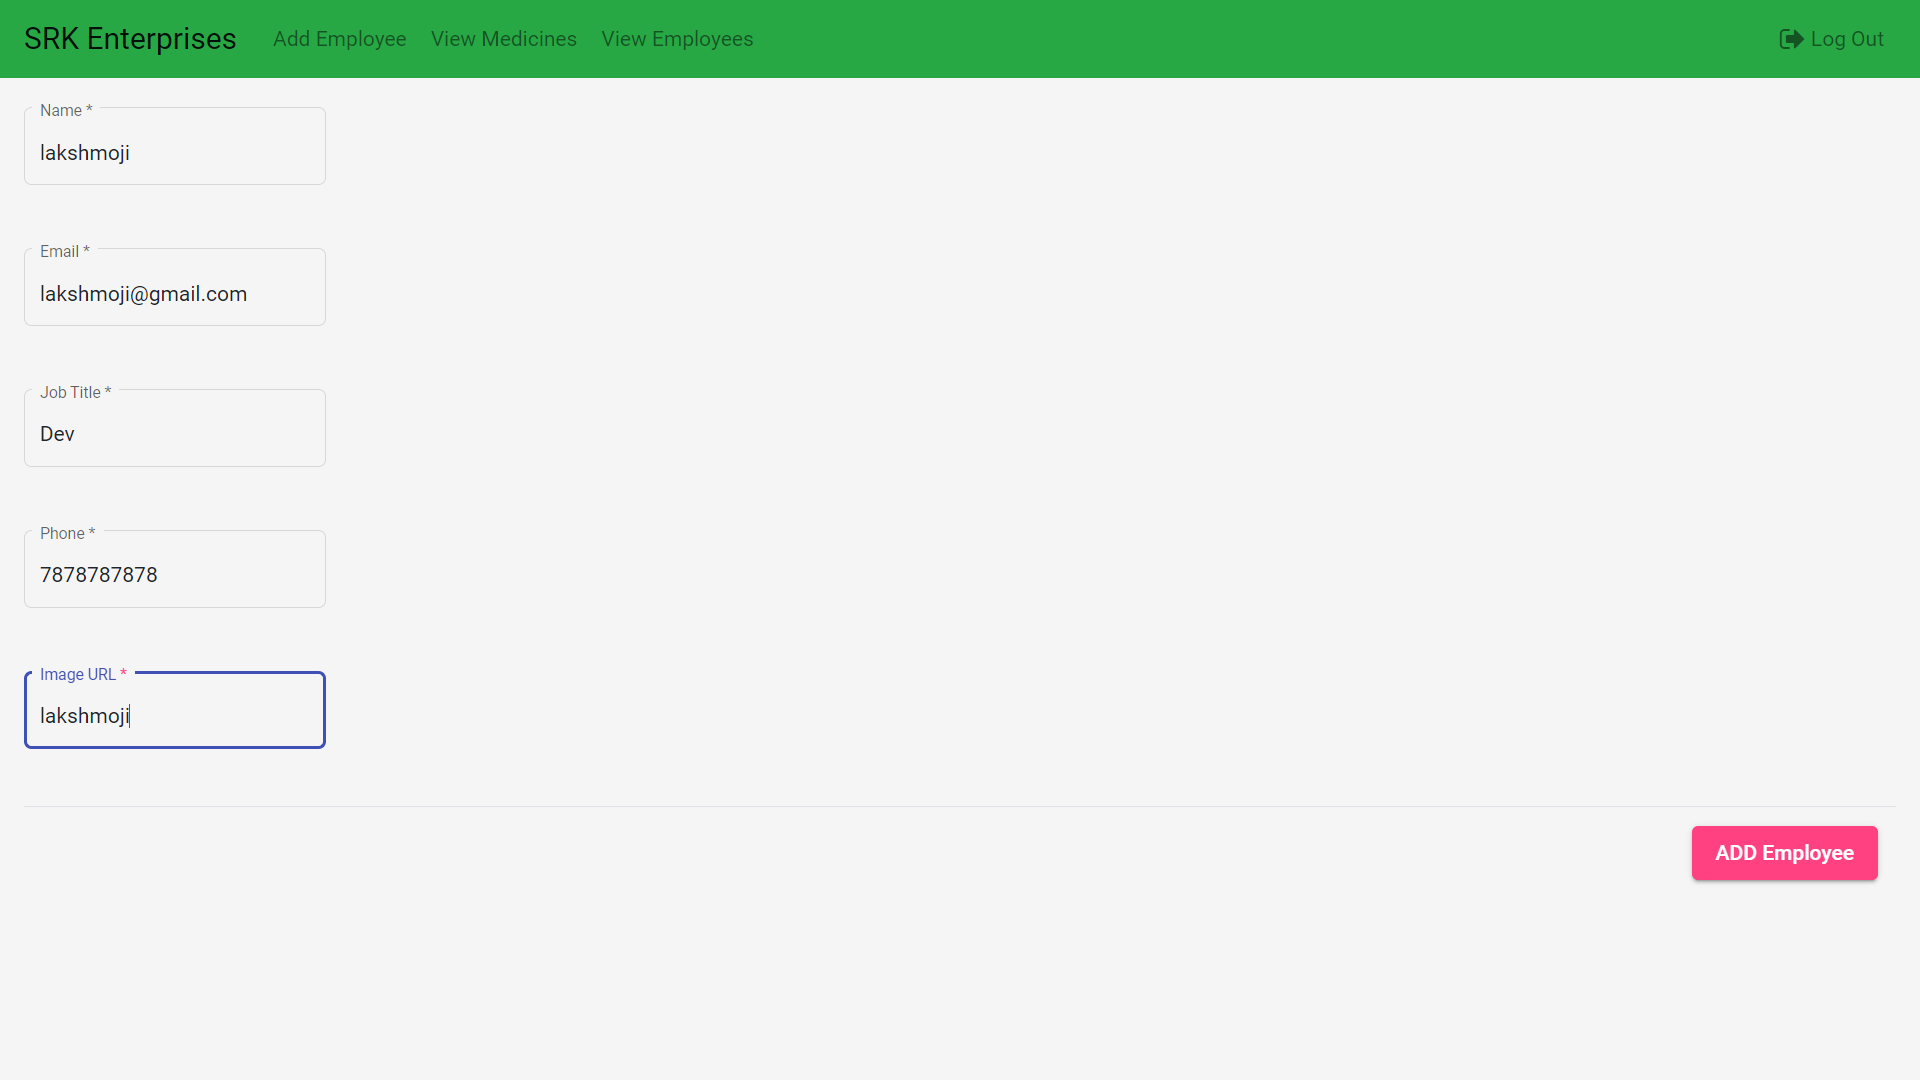 SRK Enterprises Add Employee View Medicines View Employees Log Out
Name *
lakshmoji
Email *
lakshmoji@gmail.com
Job Title *
Dev
Phone *
7878787878
Image URL *
lakshmoji
ADD Employee